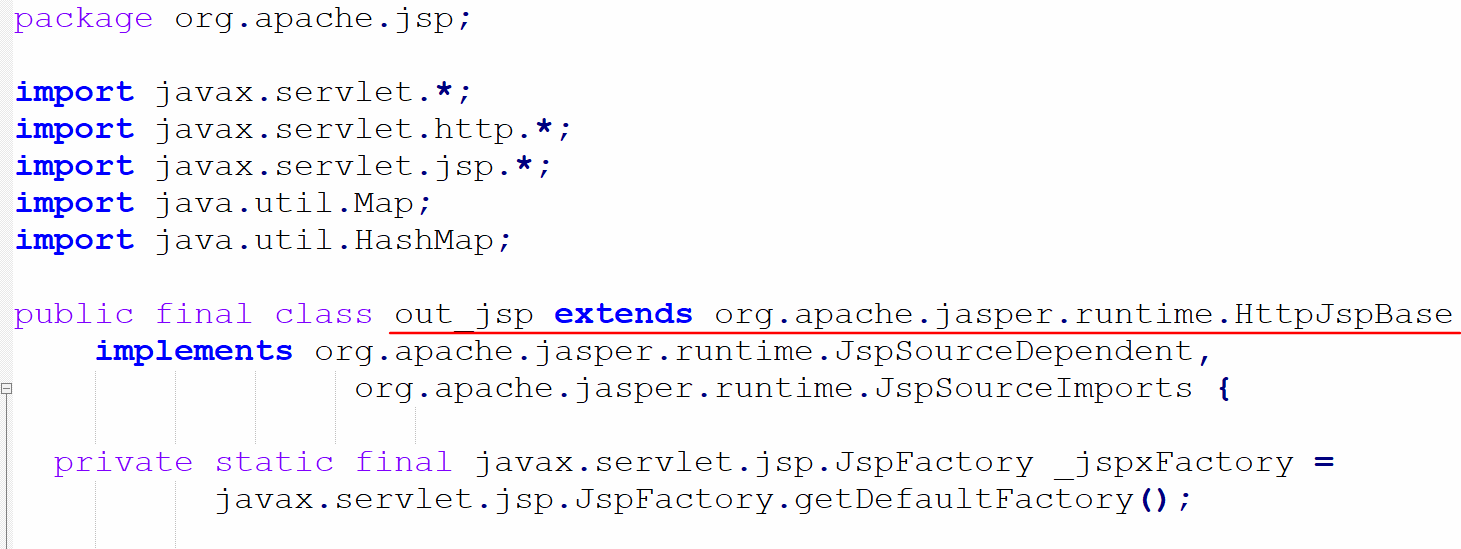 package org.apache.jsp;
import javax.servlet.*;
import javax.servlet.http.*;
import javax.servlet.jsp.*;
import java.util.Map;
import java.util.HashMap;
public final class out_jsp extends org.apache.jasper.runtime.HttpJspBase
implements org.apache.jasper.runtime.JspSourceDependent,
org.apache.jasper.runtime.JspSourceImports {
private static final javax.servlet.jsp.JspFactory _jspxFactory =
javax.servlet.jsp.JspFactory.getDefaultFactory();